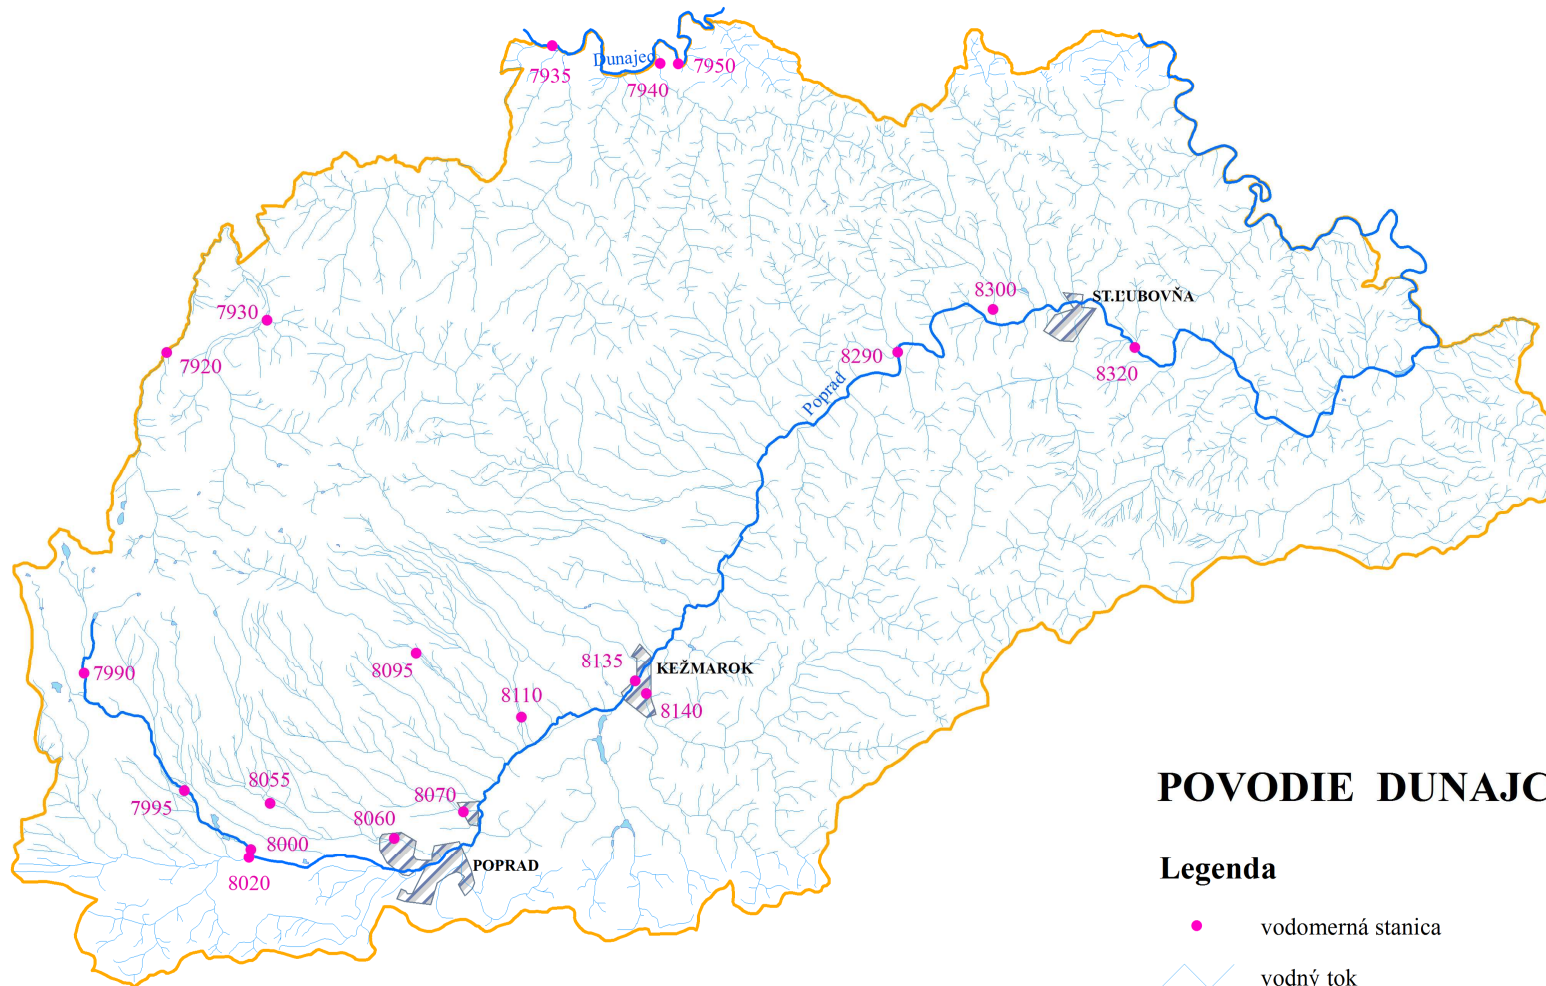 Dunajec
7935
7940
7950
7930
7920
8300
ST.ĽUBOVŇA
8290
8320
Poprad
7990
8095
8135
KEŽMAROK
8110
8140
8055
7995
8070
8060
8000
8020
POPRAD
POVODIE DUNAJC
Legenda
vodomerná stanica
vodný tok